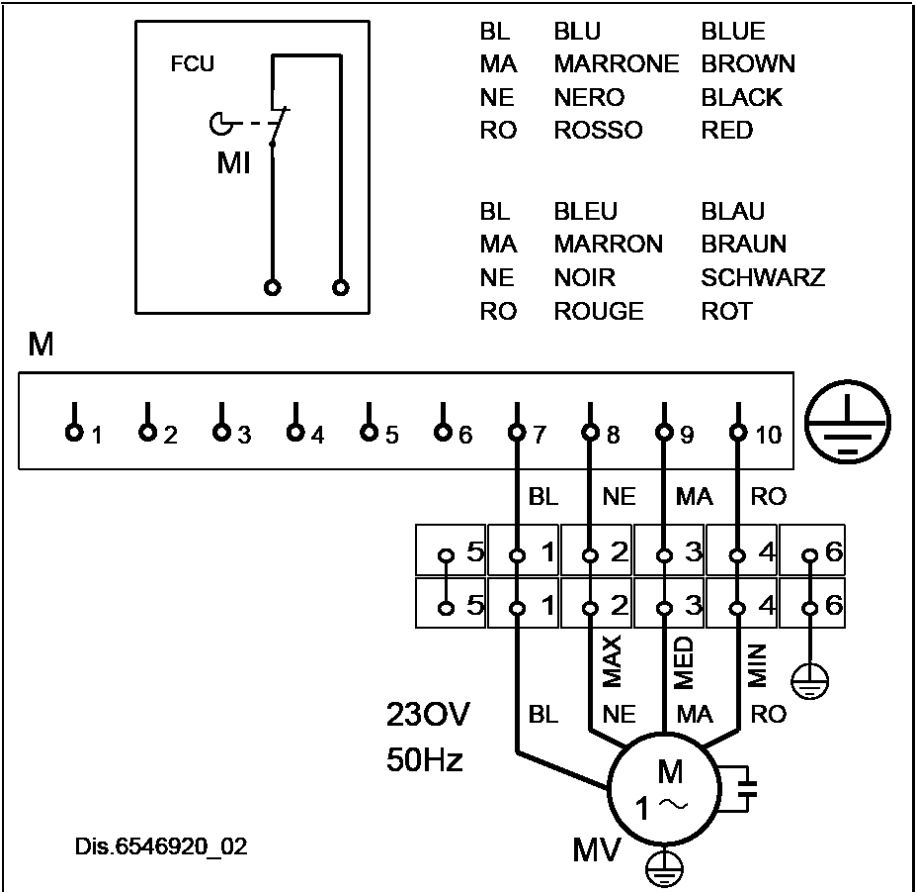 FCU
MI
BL BLU BLUE
MA MARRONE BROWN
NE NERO BLACK
RO ROSSO RED
BL BLEU BLAU
MA MARRON BRAUN
NE NOIR SCHWARZ
RO ROUGE ROT
M
1 2 3 4 5 6 7 8 9 10
BL NE MA RO
5 1 2 3 4 6
5 1 2 3 4 6
MAX MED MIN
230V BL NE MA RO
50Hz
M
1~
MV
Dis.6546920_02